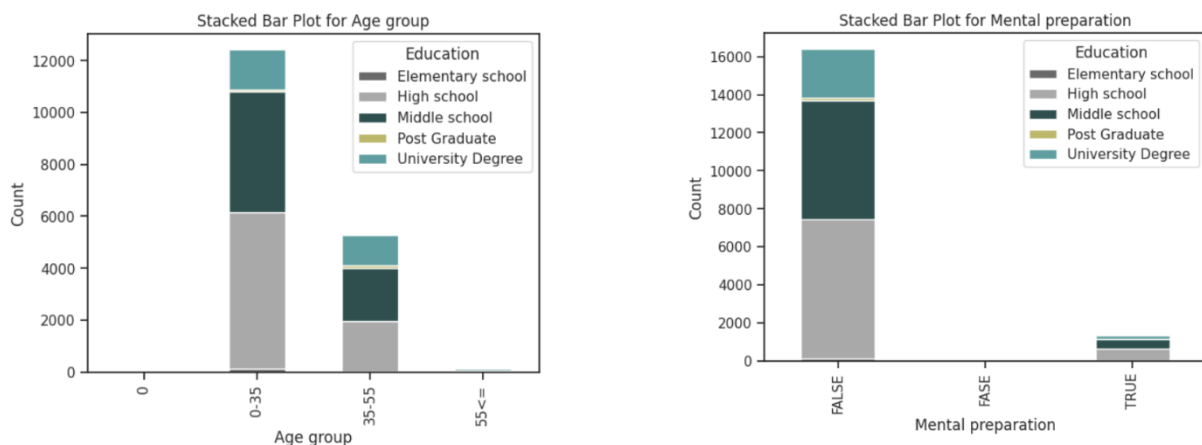 Stacked Bar Plot for Age group
Count
12000
10000
8000
6000
4000
2000
0
Education
Elementary school
High school
Middle school
Post Graduate
University Degree
0
0-35
35-55
55<=
Age group
Stacked Bar Plot for Mental preparation
Count
16000
14000
12000
10000
8000
6000
4000
2000
0
Education
Elementary school
High school
Middle school
Post Graduate
University Degree
FALSE
FASE
TRUE
Mental preparation